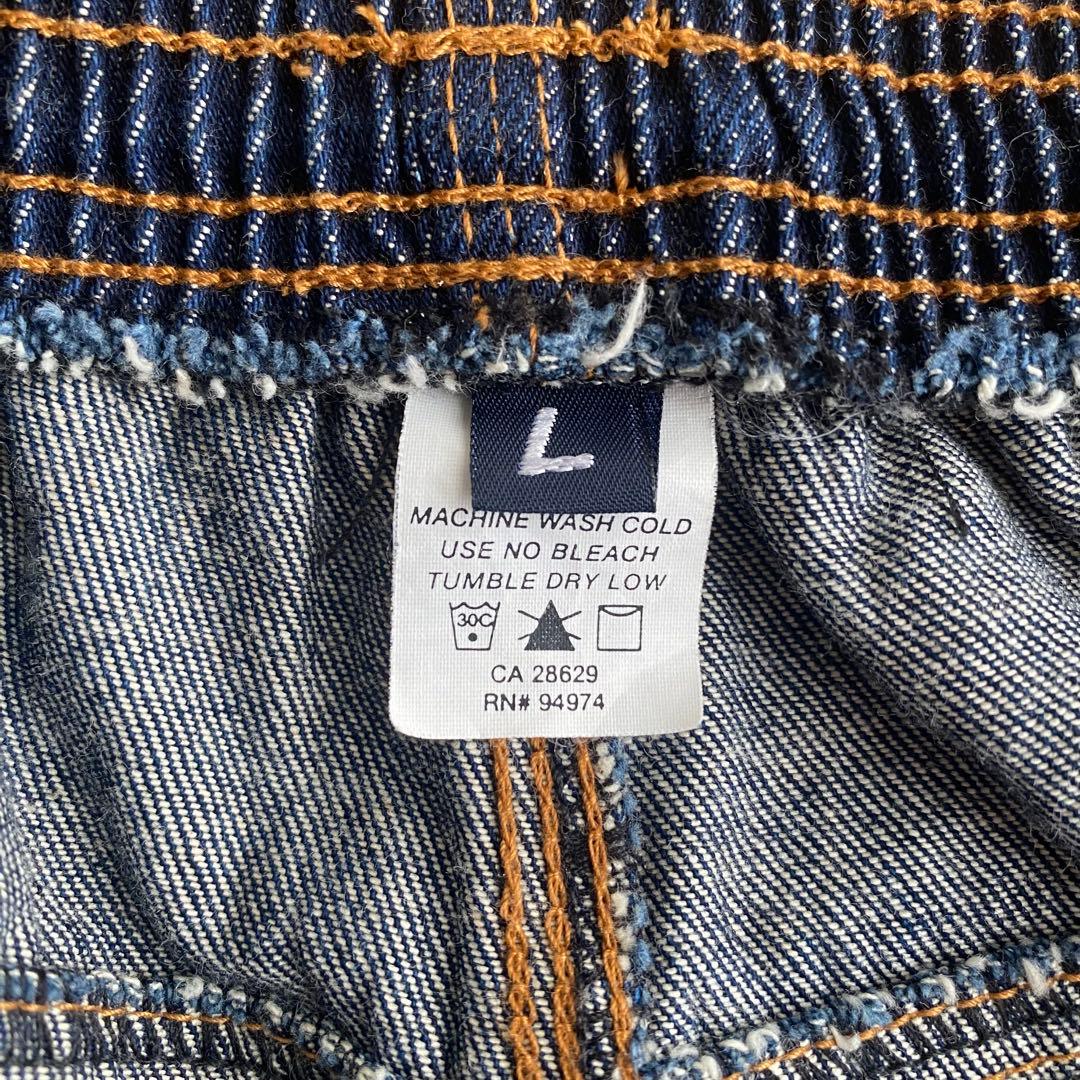 L
MACHINE WASH COLD
USE NO BLEACH
TUMBLE DRY LOW
30C
CA 28629
RN# 94974